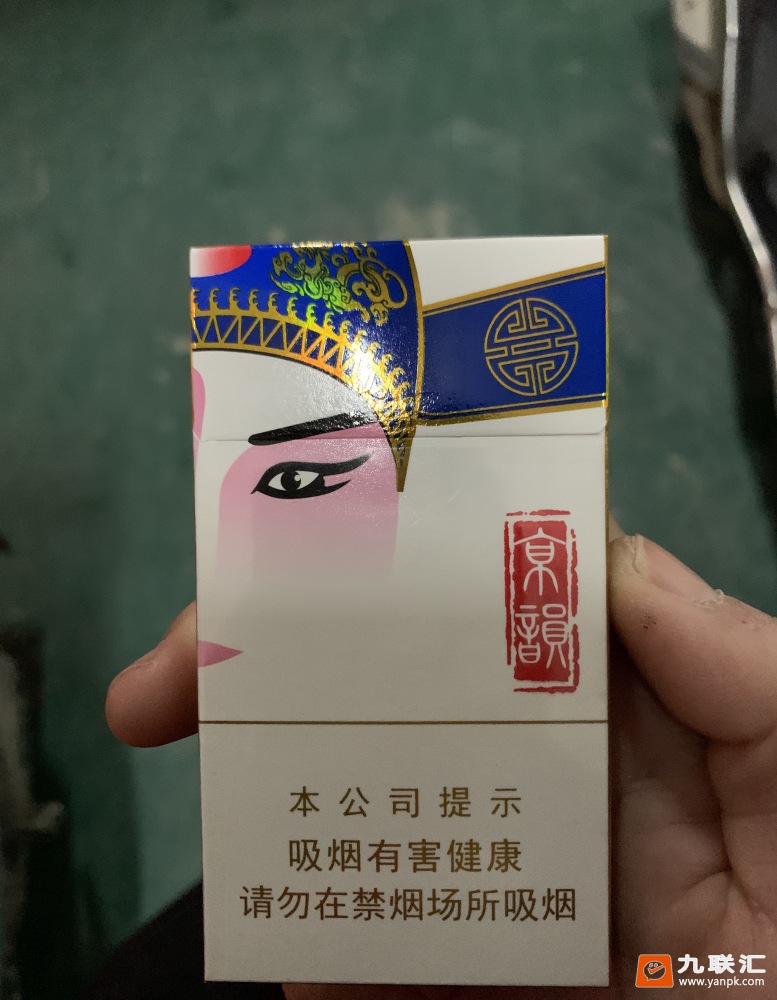 京
韻
本公司提示
吸烟有害健康
请勿在禁烟场所吸烟
九联汇
www.yanpk.com